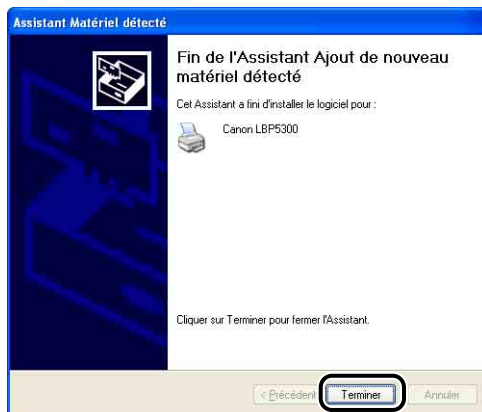 Assistant Matériel détecté
Fin de l'Assistant Ajout de nouveau
matériel détecté
Cet Assistant a fini d'installer le logiciel pour :
Canon LBP5300
Cliquer sur Terminer pour fermer l'Assistant.
< Précédent Terminer Annuler